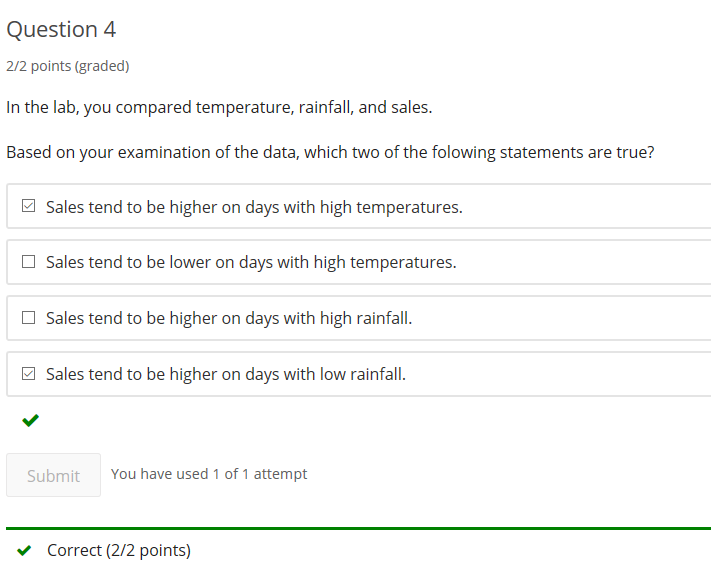 Question 4
2/2 points (graded)
In the lab, you compared temperature, rainfall, and sales.
Based on your examination of the data, which two of the folowing statements are true?
Sales tend to be higher on days with high temperatures.
Sales tend to be lower on days with high temperatures.
Sales tend to be higher on days with high rainfall.
Sales tend to be higher on days with low rainfall.
Submit You have used 1 of 1 attempt
Correct (2/2 points)